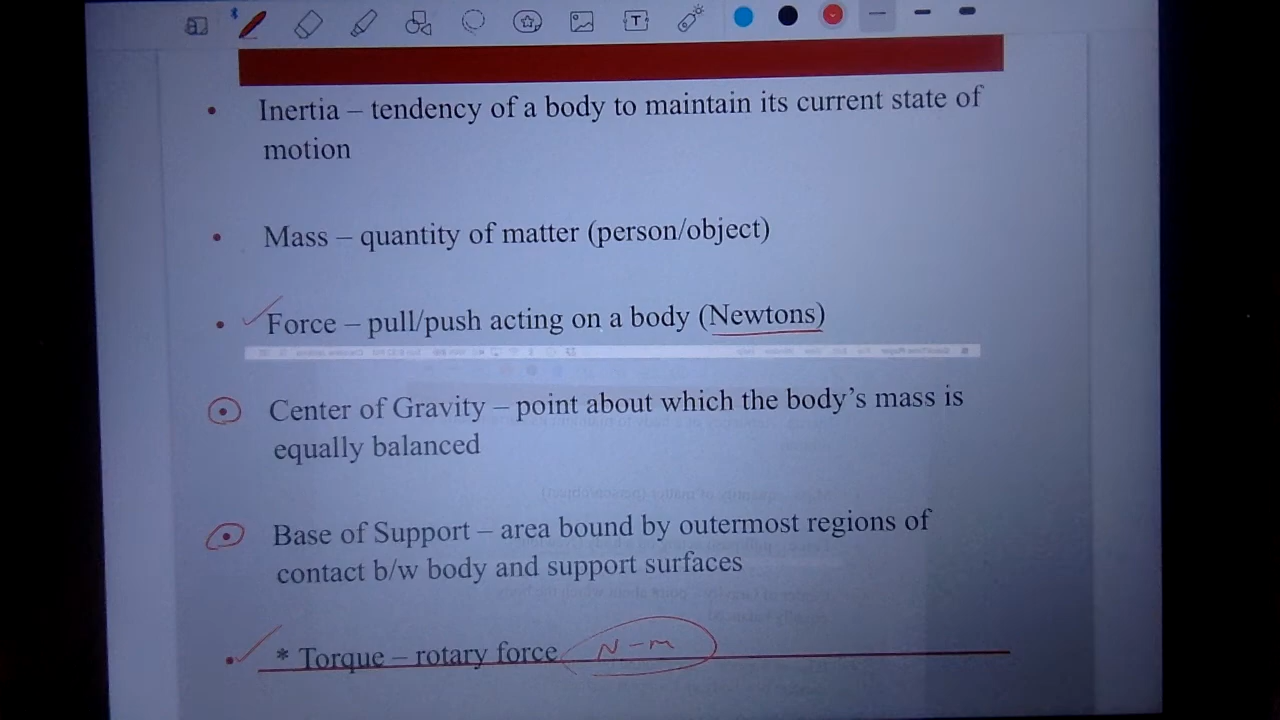 • Inertia – tendency of a body to maintain its current state of
motion
• Mass – quantity of matter (person/object)
• Force – pull/push acting on a body (Newtons)
• Center of Gravity – point about which the body's mass is
equally balanced
• Base of Support – area bound by outermost regions of
contact b/w body and support surfaces
• * Torque – rotary force N-m